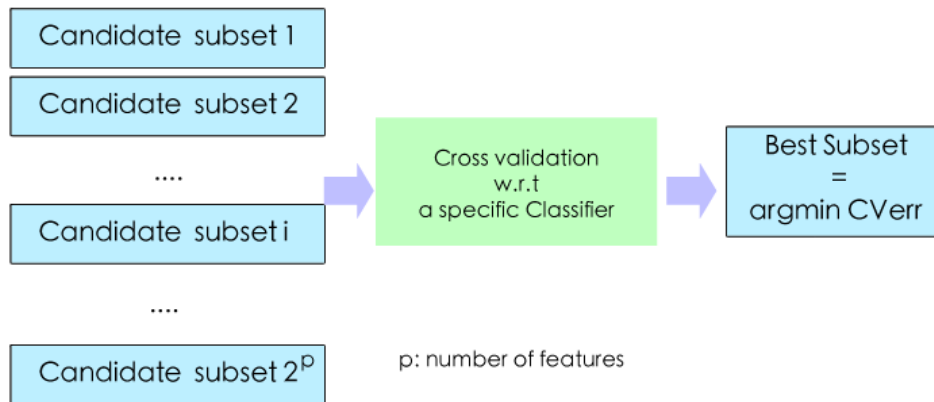 Candidate subset 1
Candidate subset 2
....
Candidate subset i
....
Candidate subset 2^p
Cross validation
w.r.t
a specific Classifier
Best Subset
=
argmin CVerr
p: number of features